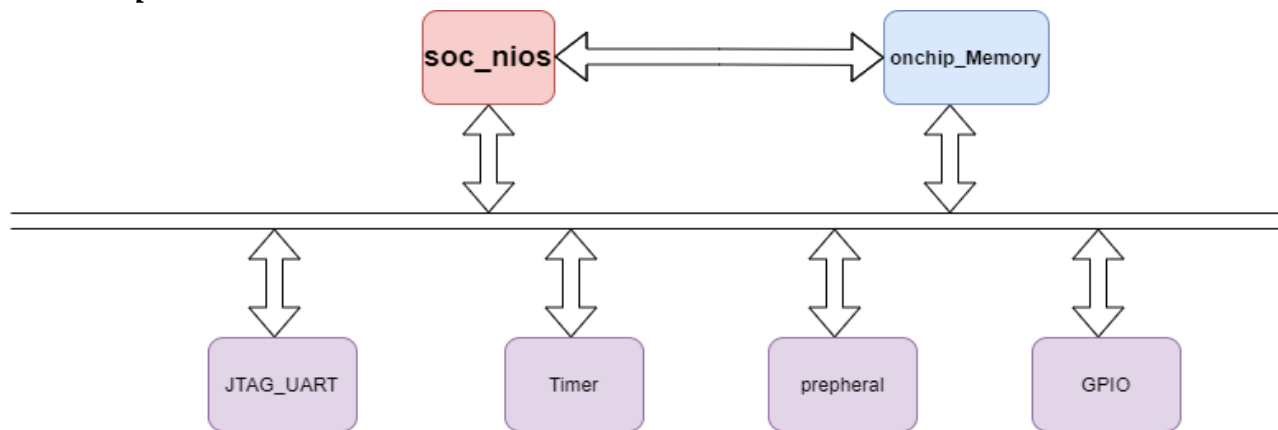 soc_nios
onchip_Memory
JTAG_UART
Timer
prepheral
GPIO